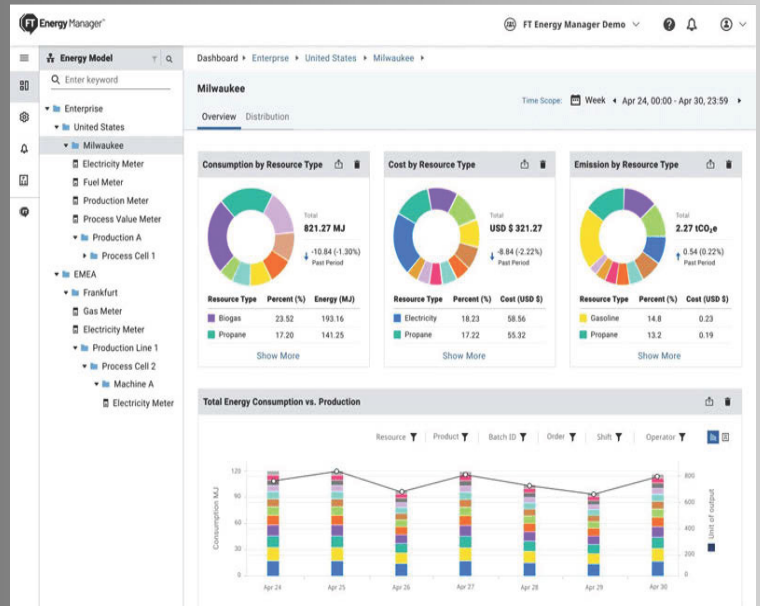 FT Energy Manager™
FT Energy Manager Demo
Energy Model
Enter keyword
Enterprise
United States
Milwaukee
Electricity Meter
Fuel Meter
Production Meter
Process Value Meter
Production A
Process Cell 1
EMEA
Frankfurt
Gas Meter
Electricity Meter
Production Line 1
Process Cell 2
Machine A
Electricity Meter
Dashboard Enterprse United States Milwaukee
Milwaukee
Time Scope: Week Apr 24, 00:00 - Apr 30, 23:59
Overview Distribution
Consumption by Resource Type
Total
821.27 MJ
-10.84 (-1.30%)
Past Period
Resource Type Percent (%) Energy (MJ)
Biogas 23.52 193.16
Propane 17.20 141.25
Show More
Cost by Resource Type
Total
USD $ 321.27
-8.84 (-2.22%)
Past Period
Resource Type Percent (%) Cost (USD $)
Electricity 18.23 58.56
Propane 17.22 55.32
Show More
Emission by Resource Type
Total
2.27 tCO₂e
0.54 (0.22%)
Past Period
Resource Type Percent (%) Cost (USD $)
Gasoline 14.8 0.23
Propane 13.2 0.19
Show More
Total Energy Consumption vs. Production
Resource Product Batch ID Order Shift Operator
Consumption MJ
120
90
60
30
0
800
600
400
200
0
Unit of output
Apr 24 Apr 25 Apr 26 Apr 27 Apr 28 Apr 29 Apr 30